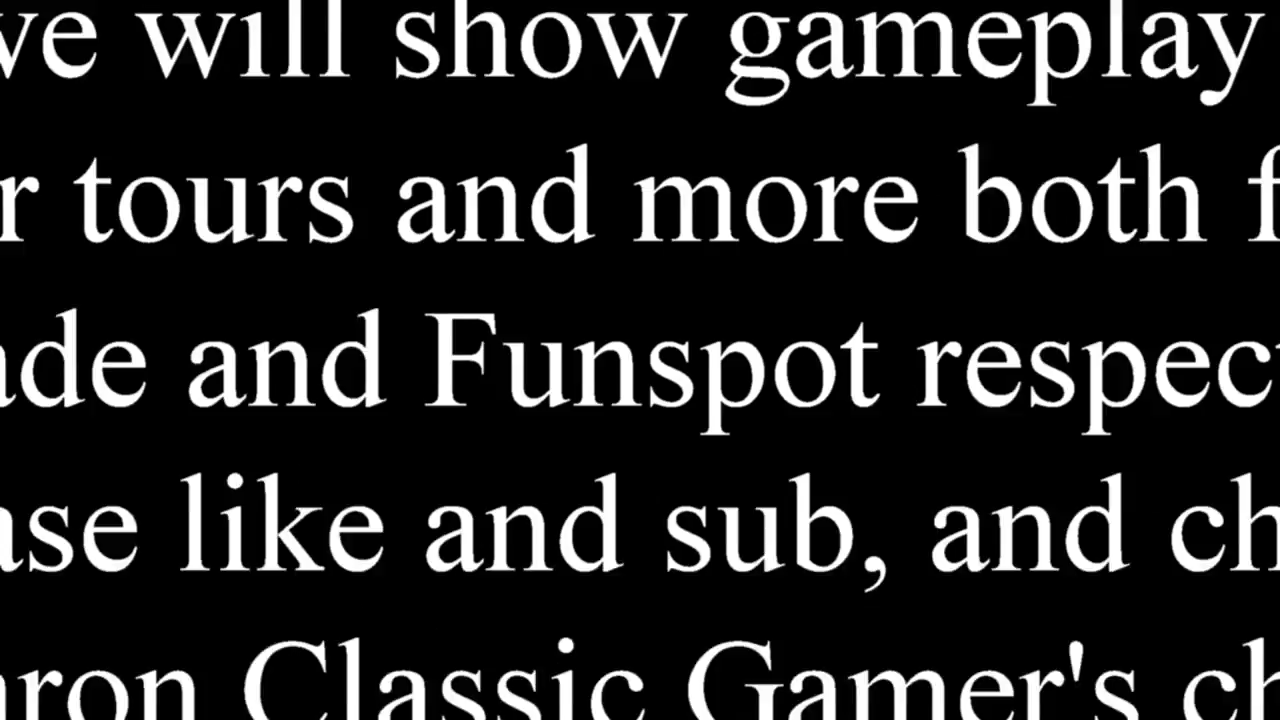 we will show gameplay
r tours and more both f
ade and Funspot respect
ase like and sub, and ch
aron Classic Gamer's ch